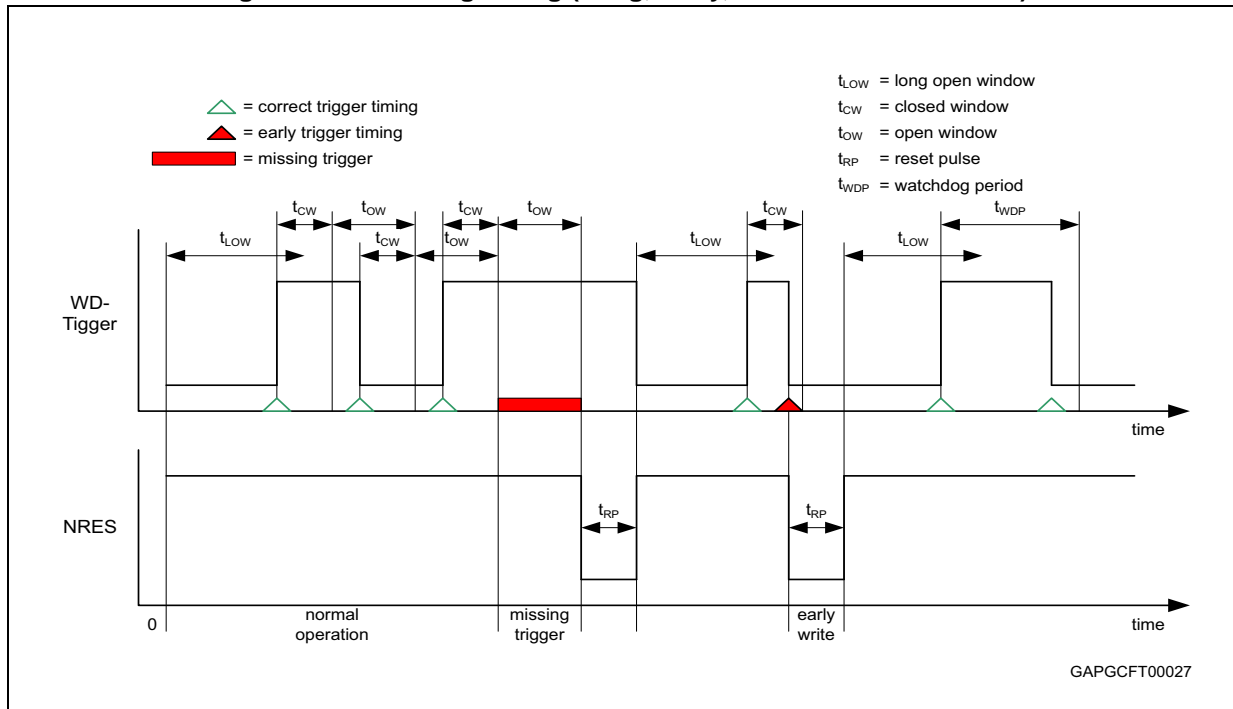 = correct trigger timing
= early trigger timing
= missing trigger
tLOW = long open window
tCW = closed window
tOW = open window
tRP = reset pulse
tWDP = watchdog period
tCW tOW tCW tOW tCW tWDP
tLOW tCW tOW tLOW tLOW
WD-
Tigger
time
NRES
tRP tRP
0
normal
operation
missing
trigger
early
write
time
GAPGCFT00027